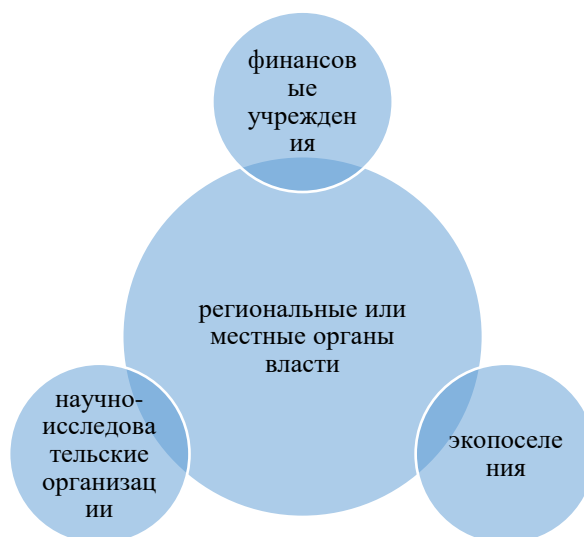 финансов
ые
учрежден
ия
региональные или
местные органы
власти
научно-
исследова
тельские
организац
ии
экопоселе
ния